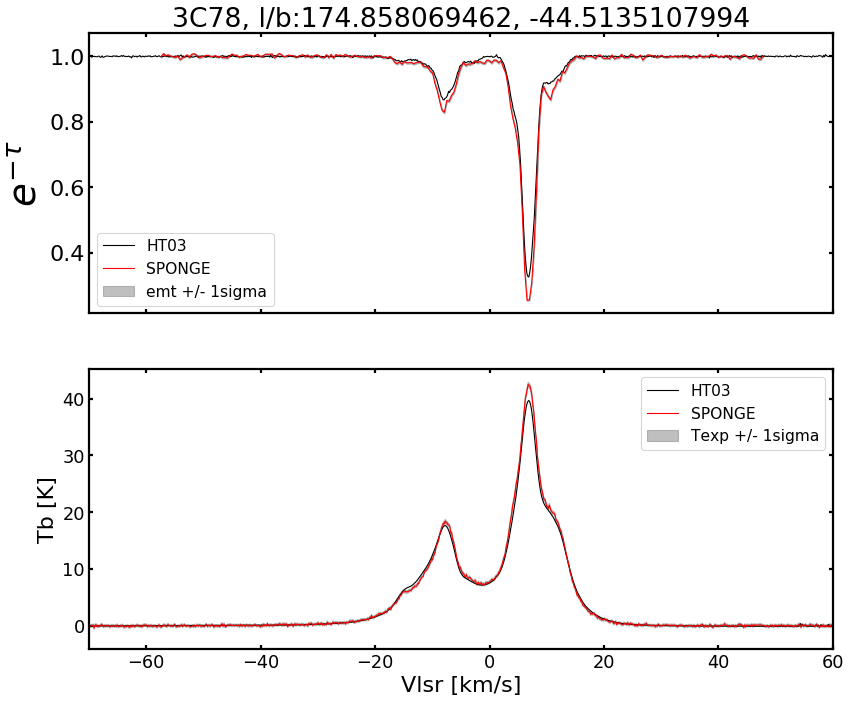 3C78, l/b:174.858069462, -44.5135107994
1.0
0.8
0.6
0.4
e^{-τ}
HT03
SPONGE
emt +/- 1sigma
40
30
20
10
0
Tb [K]
HT03
SPONGE
Texp +/- 1sigma
−60 −40 −20 0 20 40 60
Vlsr [km/s]